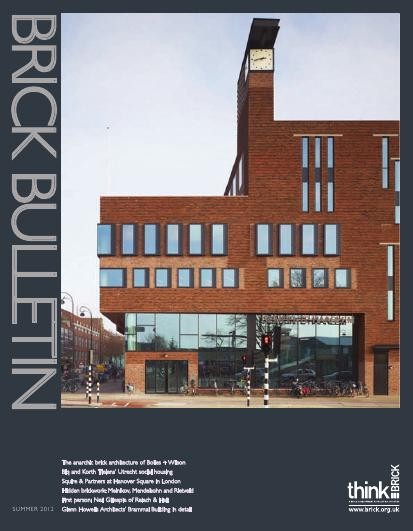 BRICK BULLETIN
The anarchic brick architecture of Bolles + Wilson
Bilj and Korth Tielens' Utrecht social housing
Squire & Partners at Hanover Square in London
Hidden brickwork: Melnikov, Mendelsohn and Rietveld
First person: Neil Gillespie of Reiach & Hall
Glenn Howells Architects' Brammall Building in detail
SUMMER 2012
think
BRICK
www.brick.org.uk